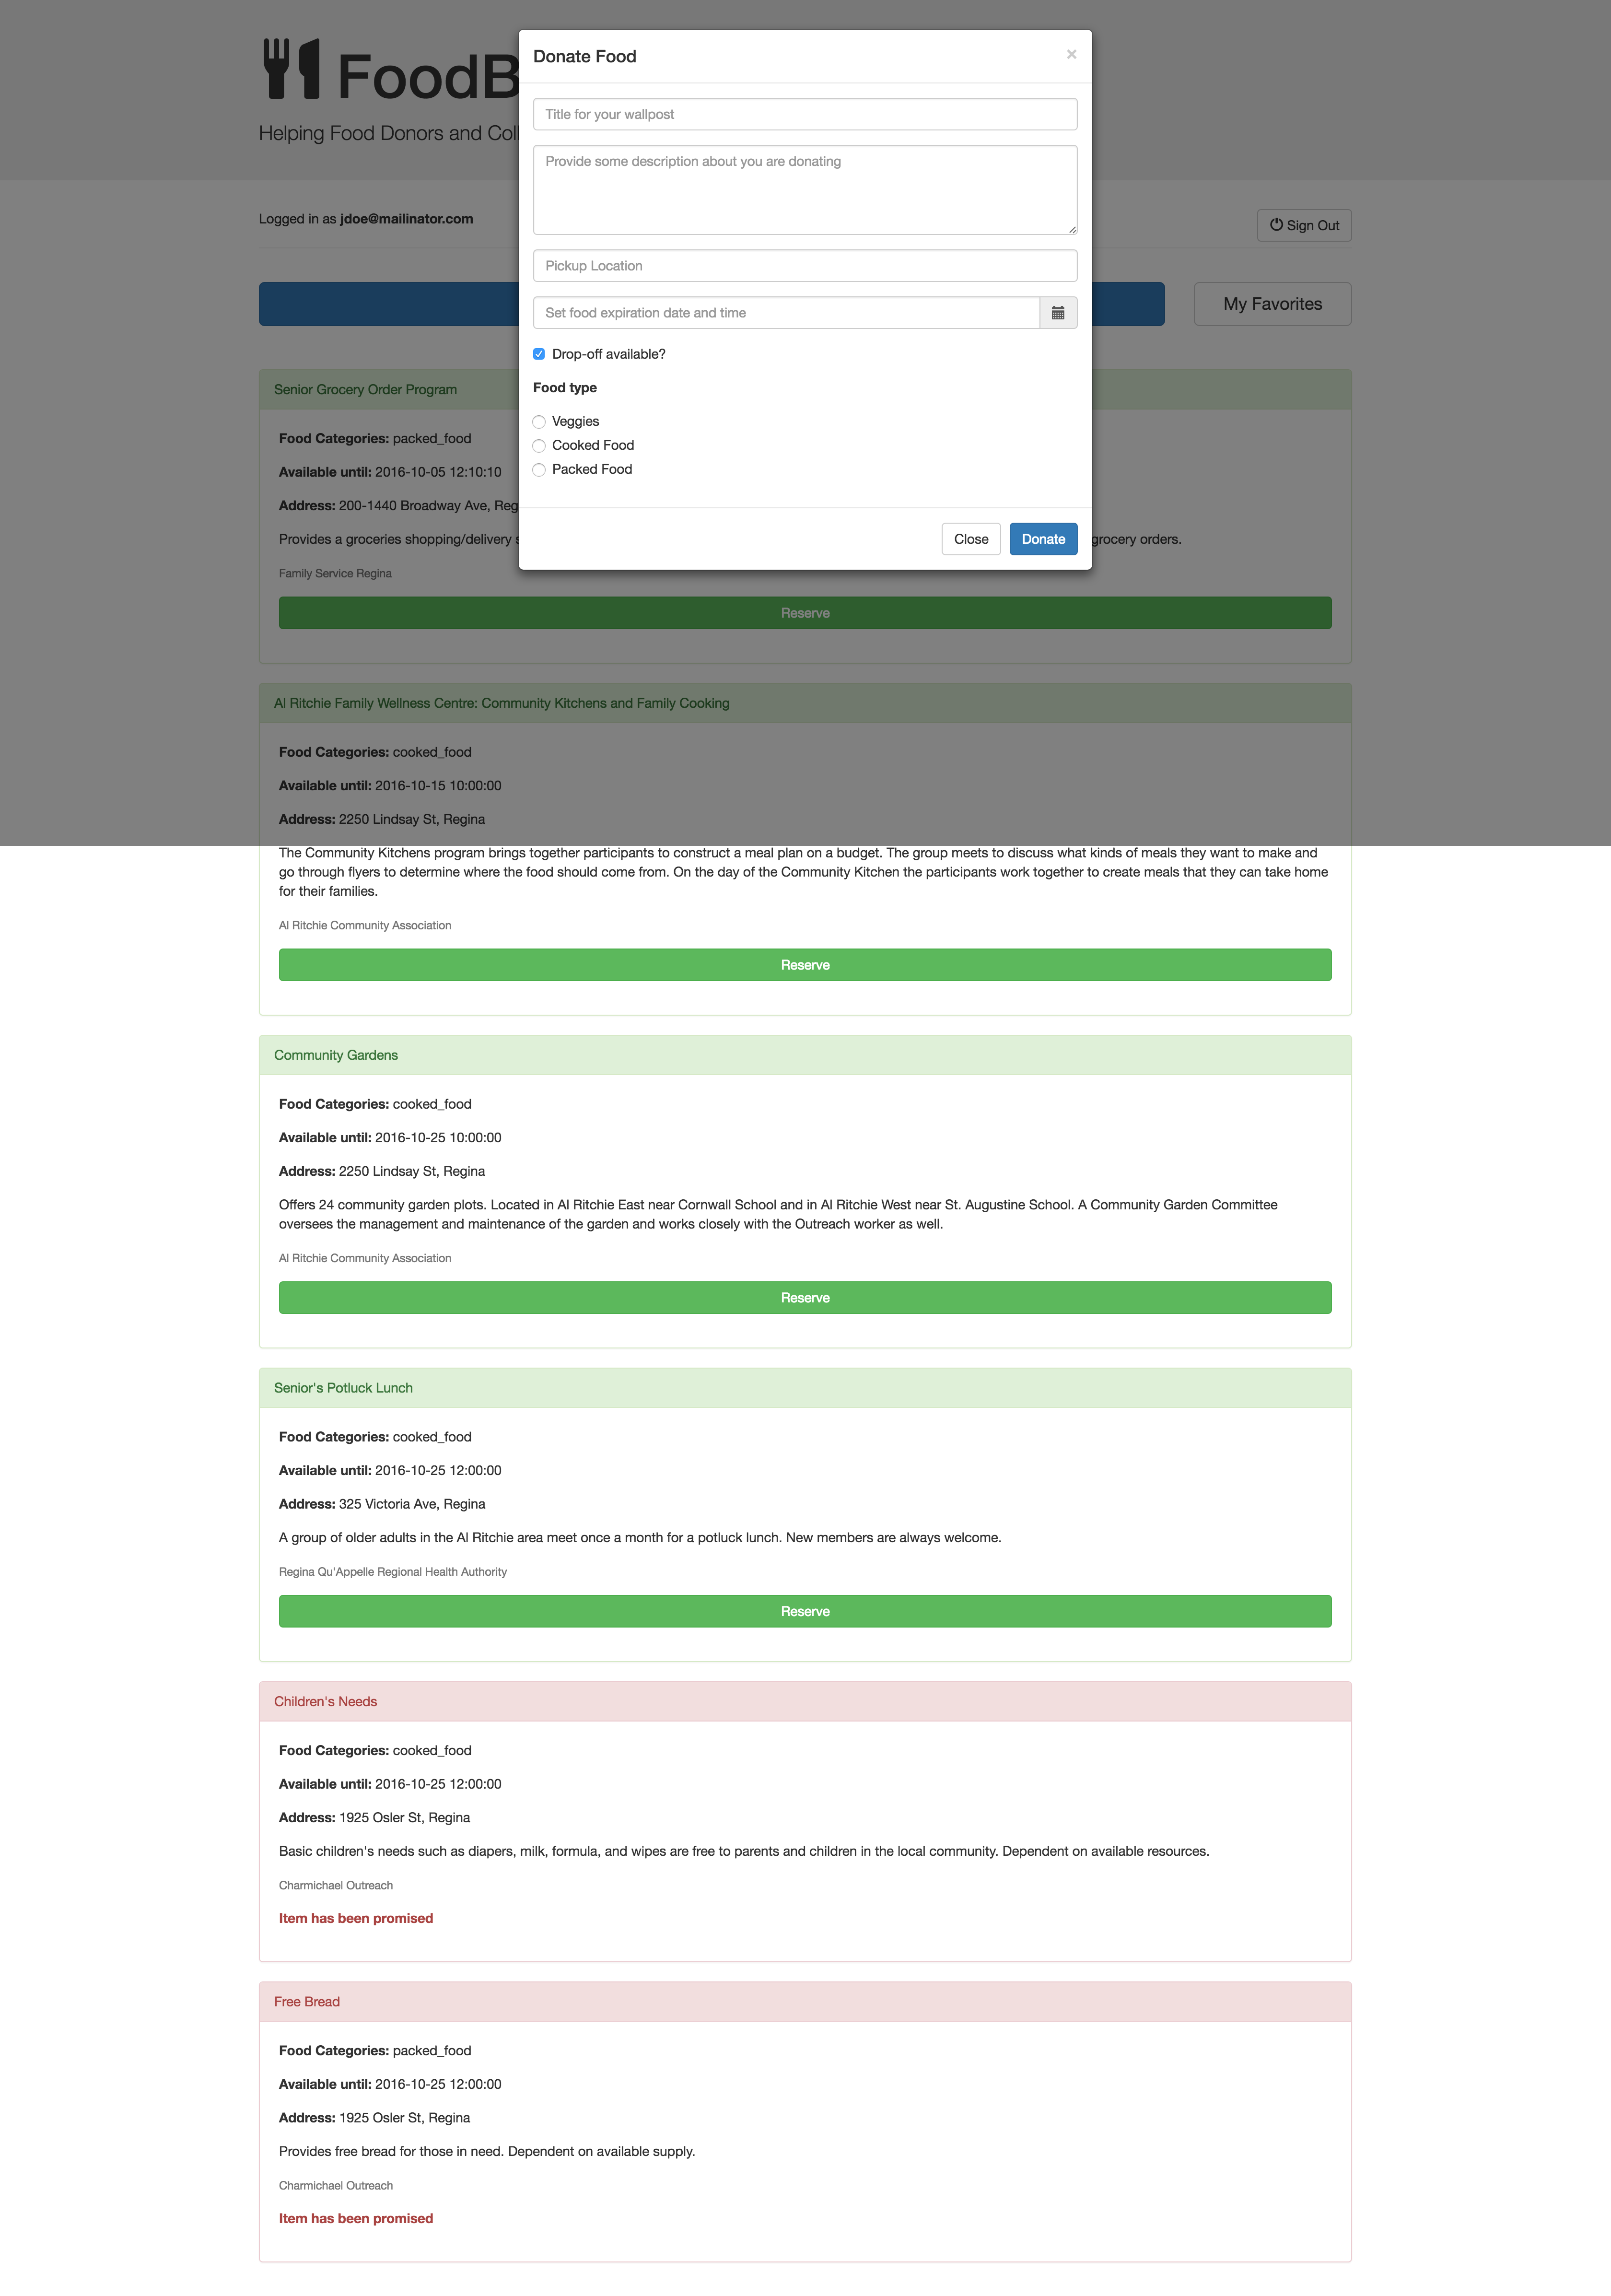 FoodB
Helping Food Donors and Col
Donate Food
×
Title for your wallpost
Provide some description about you are donating
Pickup Location
Set food expiration date and time
Drop-off available?
Food type
Veggies
Cooked Food
Packed Food
Close
Donate
Logged in as jdoe@mailinator.com
Sign Out
My Favorites
Senior Grocery Order Program
Food Categories: packed_food
Available until: 2016-10-05 12:10:10
Address: 200-1440 Broadway Ave, Reg
Provides a groceries shopping/delivery grocery orders.
Family Service Regina
Reserve
Al Ritchie Family Wellness Centre: Community Kitchens and Family Cooking
Food Categories: cooked_food
Available until: 2016-10-15 10:00:00
Address: 2250 Lindsay St, Regina
The Community Kitchens program brings together participants to construct a meal plan on a budget. The group meets to discuss what kinds of meals they want to make and
go through flyers to determine where the food should come from. On the day of the Community Kitchen the participants work together to create meals that they can take home
for their families.
Al Ritchie Community Association
Reserve
Community Gardens
Food Categories: cooked_food
Available until: 2016-10-25 10:00:00
Address: 2250 Lindsay St, Regina
Offers 24 community garden plots. Located in Al Ritchie East near Cornwall School and in Al Ritchie West near St. Augustine School. A Community Garden Committee
oversees the management and maintenance of the garden and works closely with the Outreach worker as well.
Al Ritchie Community Association
Reserve
Senior's Potluck Lunch
Food Categories: cooked_food
Available until: 2016-10-25 12:00:00
Address: 325 Victoria Ave, Regina
A group of older adults in the Al Ritchie area meet once a month for a potluck lunch. New members are always welcome.
Regina Qu'Appelle Regional Health Authority
Reserve
Children's Needs
Food Categories: cooked_food
Available until: 2016-10-25 12:00:00
Address: 1925 Osler St, Regina
Basic children's needs such as diapers, milk, formula, and wipes are free to parents and children in the local community. Dependent on available resources.
Charmichael Outreach
Item has been promised
Free Bread
Food Categories: packed_food
Available until: 2016-10-25 12:00:00
Address: 1925 Osler St, Regina
Provides free bread for those in need. Dependent on available supply.
Charmichael Outreach
Item has been promised